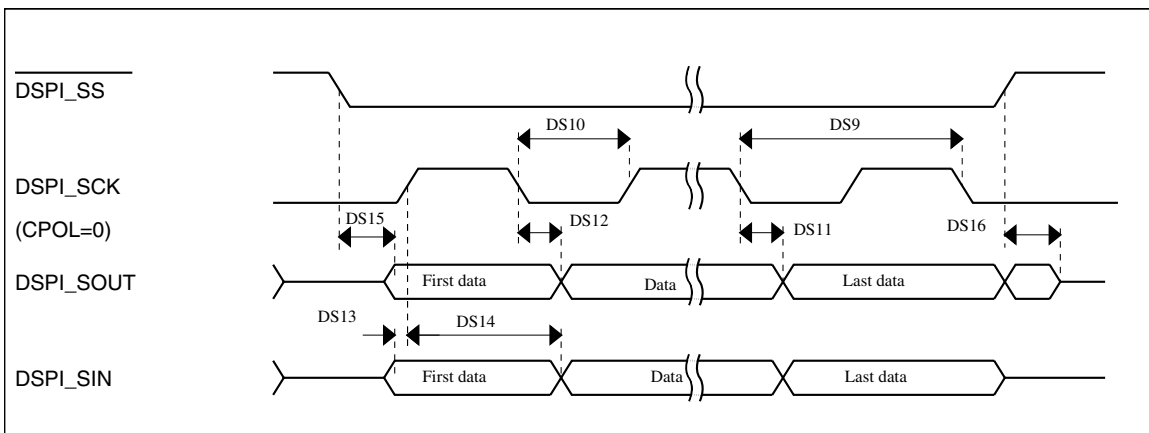 DSPI_SS
DS10
DS9
DSPI_SCK
(CPOL=0)
DS15
DS12
DS11
DS16
DSPI_SOUT
First data
Data
Last data
DS13
DS14
DSPI_SIN
First data
Data
Last data